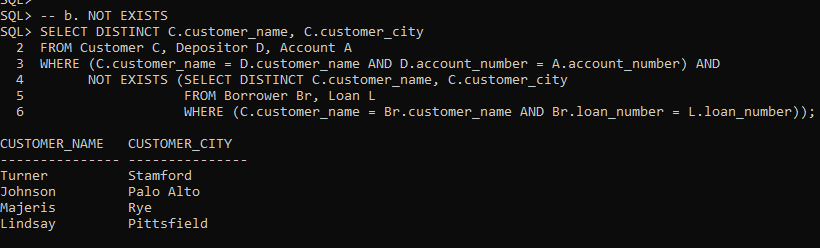 SQL>
SQL> -- b. NOT EXISTS
SQL> SELECT DISTINCT C.customer_name, C.customer_city
  2  FROM Customer C, Depositor D, Account A
  3  WHERE (C.customer_name = D.customer_name AND D.account_number = A.account_number) AND
  4        NOT EXISTS (SELECT DISTINCT C.customer_name, C.customer_city
  5                    FROM Borrower Br, Loan L
  6                    WHERE (C.customer_name = Br.customer_name AND Br.loan_number = L.loan_number));
CUSTOMER_NAME   CUSTOMER_CITY
--------------- ---------------
Turner          Stamford
Johnson         Palo Alto
Majeris         Rye
Lindsay         Pittsfield